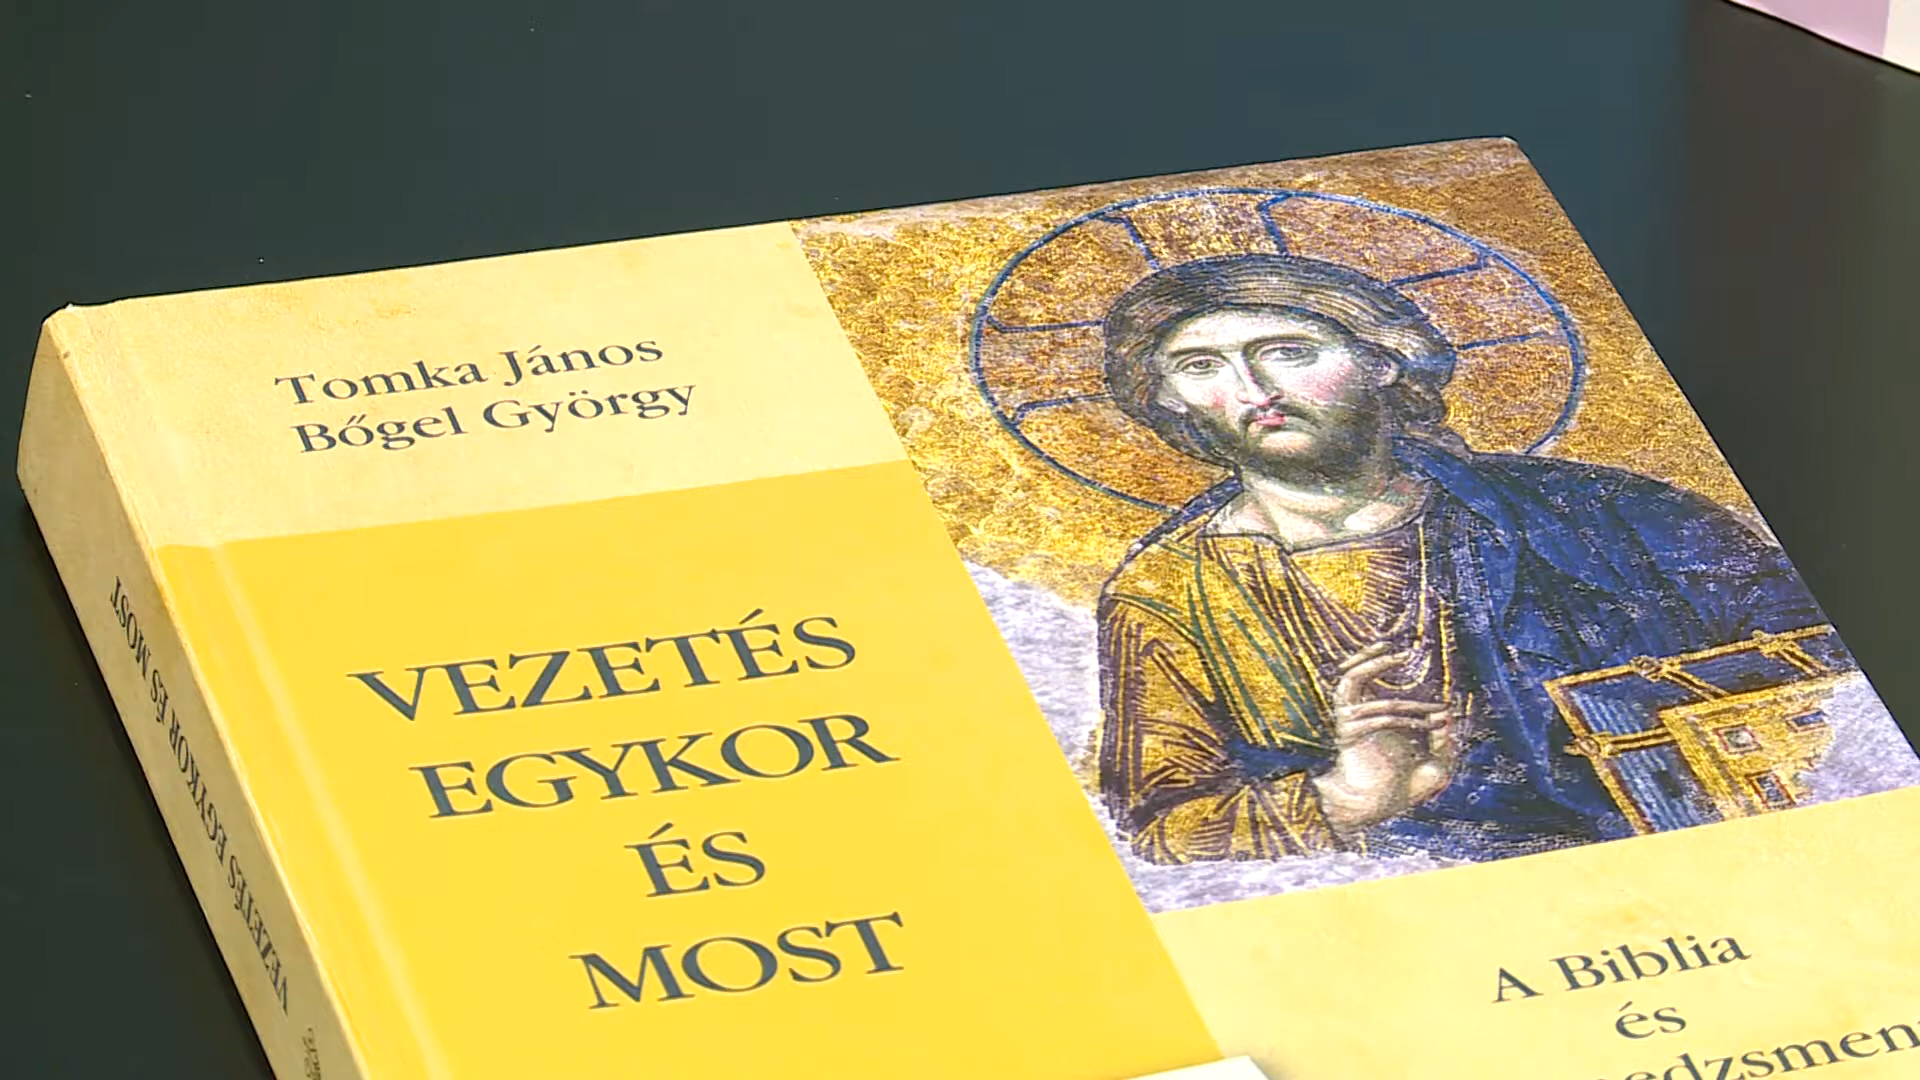 Tomka János
Bőgel György
VEZETÉS
EGYKOR
ÉS
MOST
A Biblia
és
VEZETÉS EGYKOR ÉS MOST